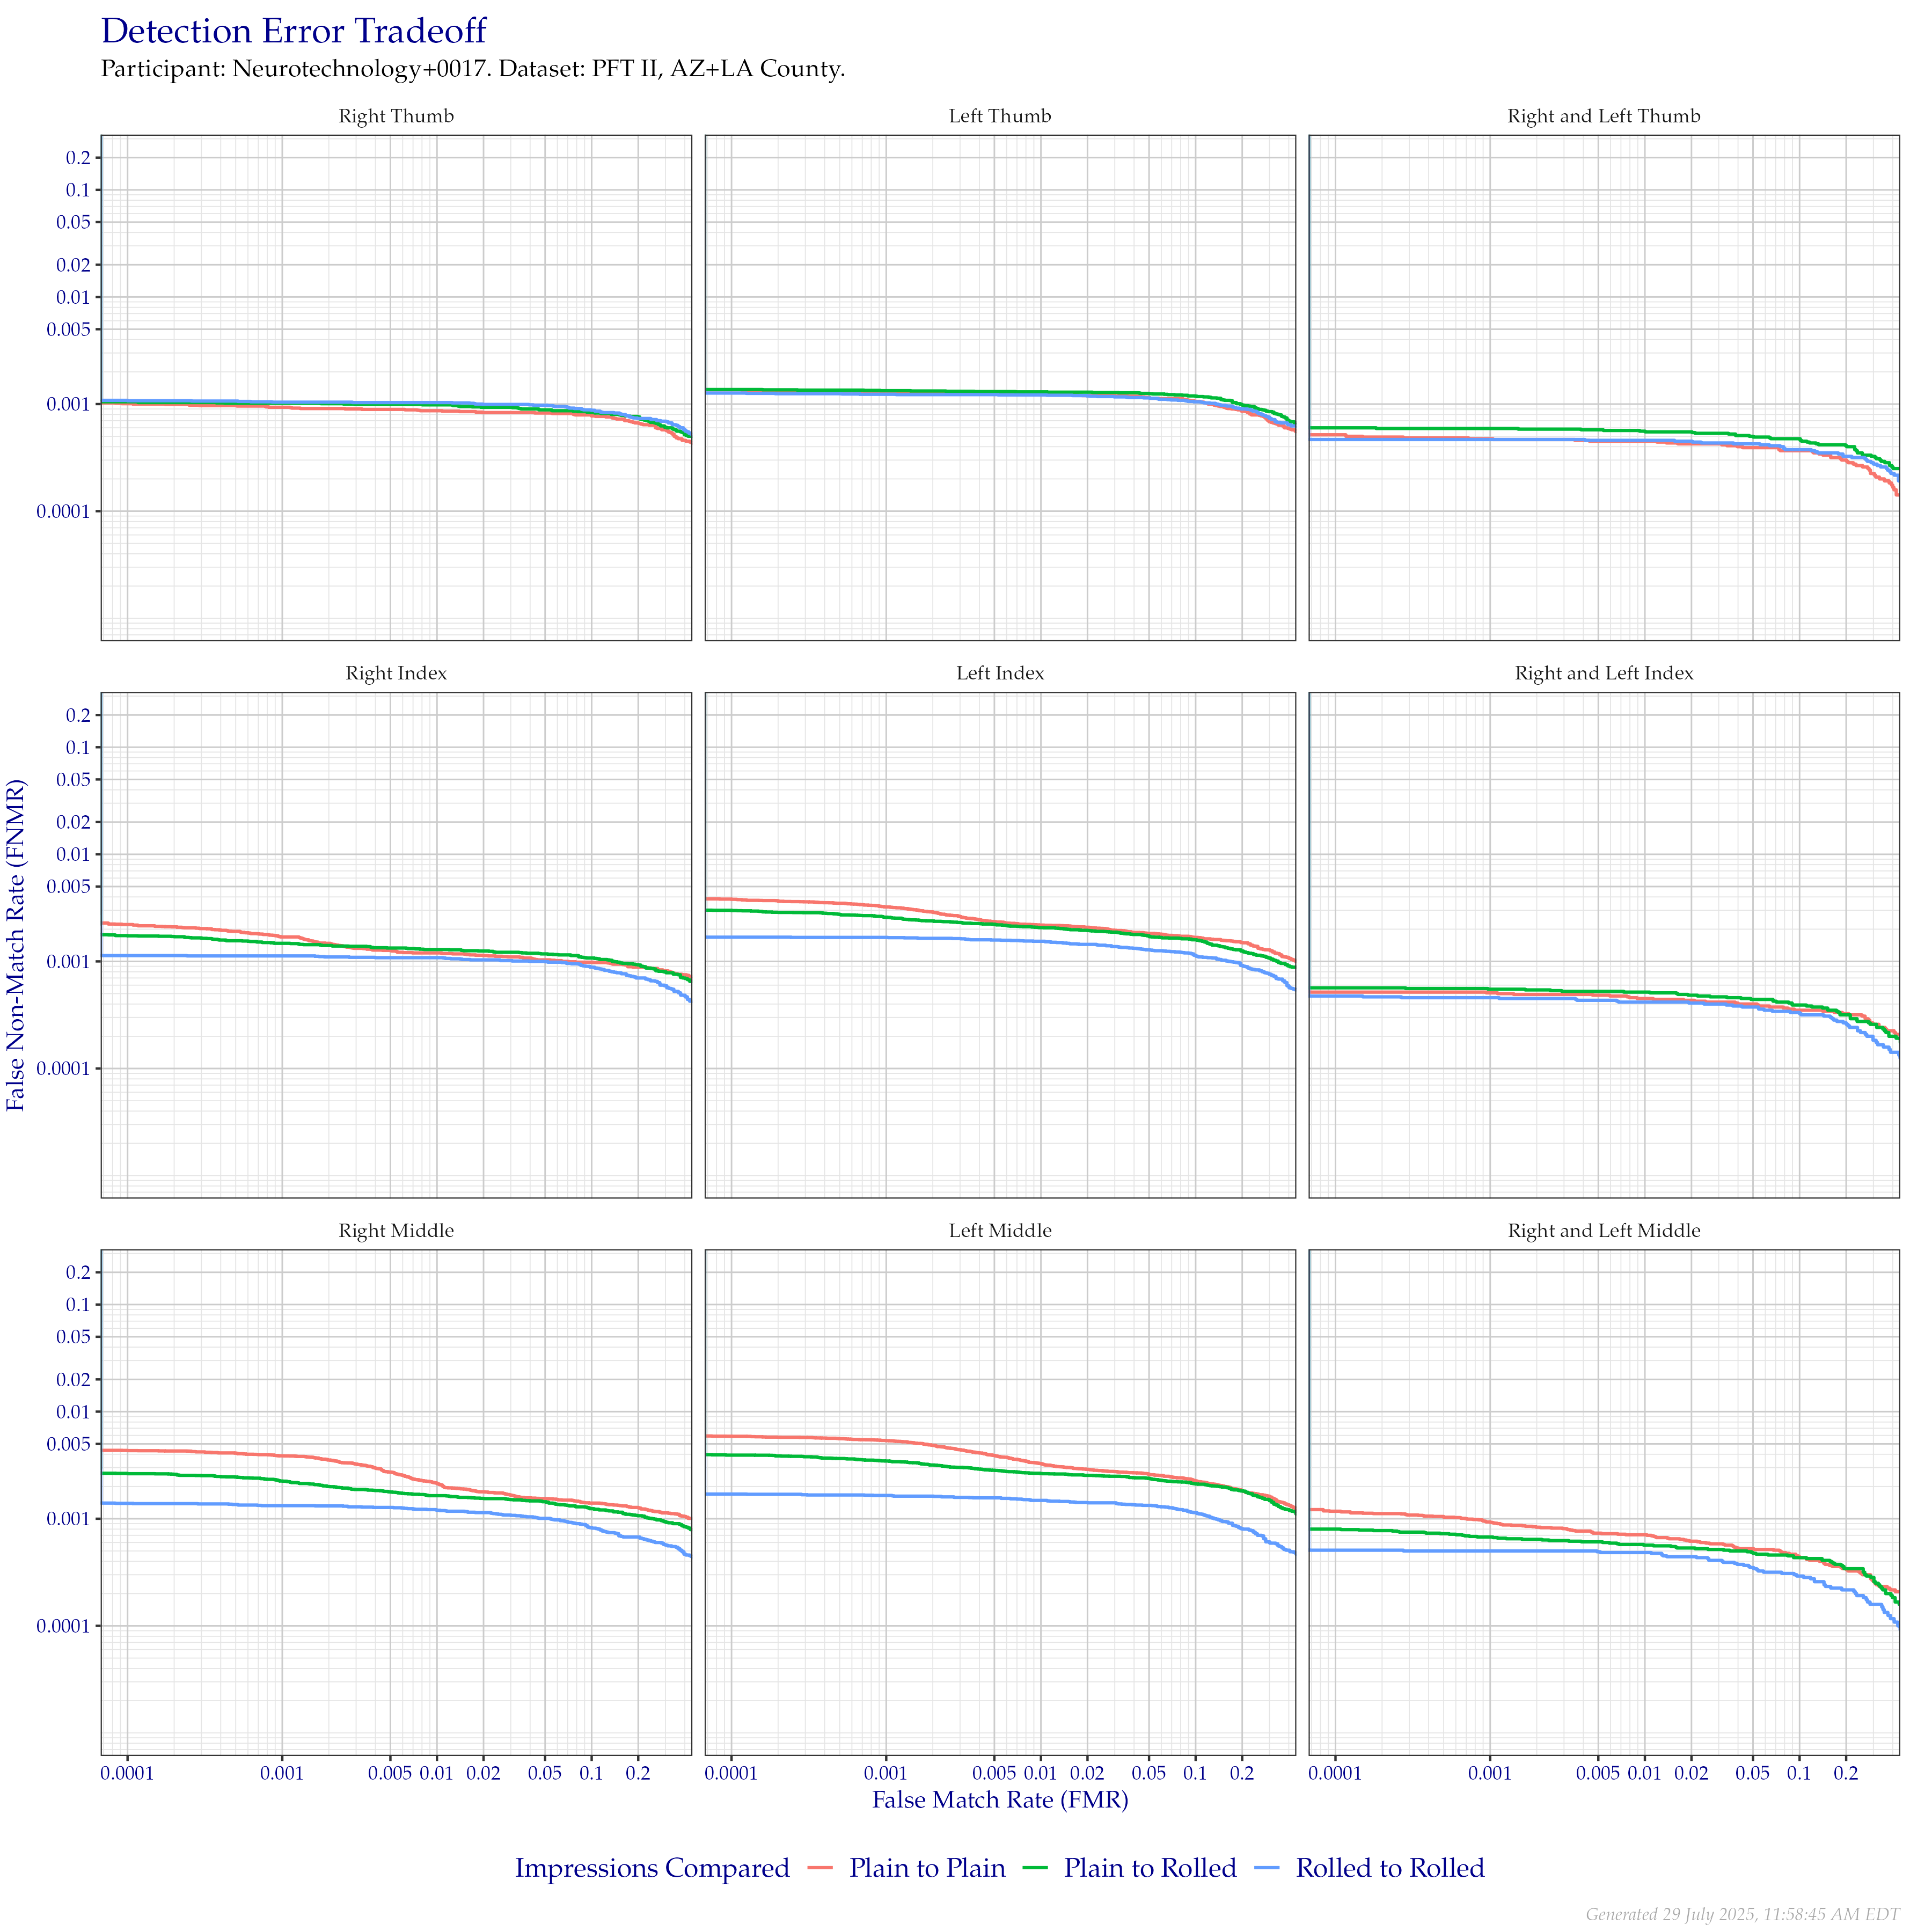 Detection Error Tradeoff
Participant: Neurotechnology+0017. Dataset: PFT II, AZ+LA County.
Right Thumb
Left Thumb
Right and Left Thumb
0.2
0.1
0.05
0.02
0.01
0.005
0.001
0.0001
Right Index
Left Index
Right and Left Index
0.2
0.1
0.05
0.02
0.01
0.005
0.001
0.0001
False Non-Match Rate (FNMR)
Right Middle
Left Middle
Right and Left Middle
0.2
0.1
0.05
0.02
0.01
0.005
0.001
0.0001
0.0001 0.001 0.005 0.01 0.02 0.05 0.1 0.2
0.0001 0.001 0.005 0.01 0.02 0.05 0.1 0.2
0.0001 0.001 0.005 0.01 0.02 0.05 0.1 0.2
False Match Rate (FMR)
Impressions Compared Plain to Plain Plain to Rolled Rolled to Rolled
Generated 29 July 2025, 11:58:45 AM EDT